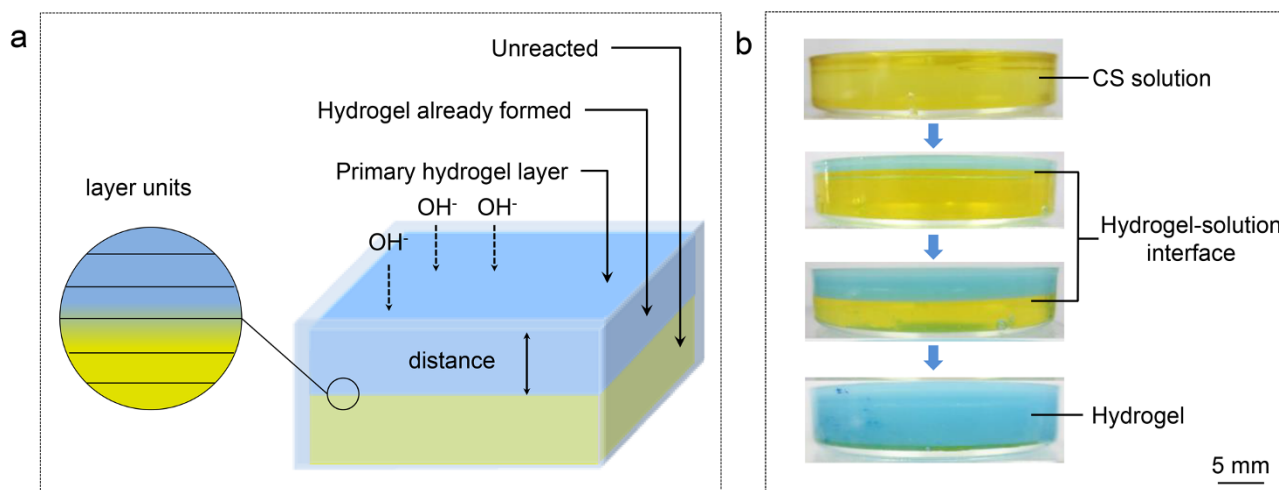 a
Unreacted
Hydrogel already formed
Primary hydrogel layer
layer units
OH-
OH-
OH-
distance
b
CS solution
Hydrogel-solution
interface
Hydrogel
5 mm